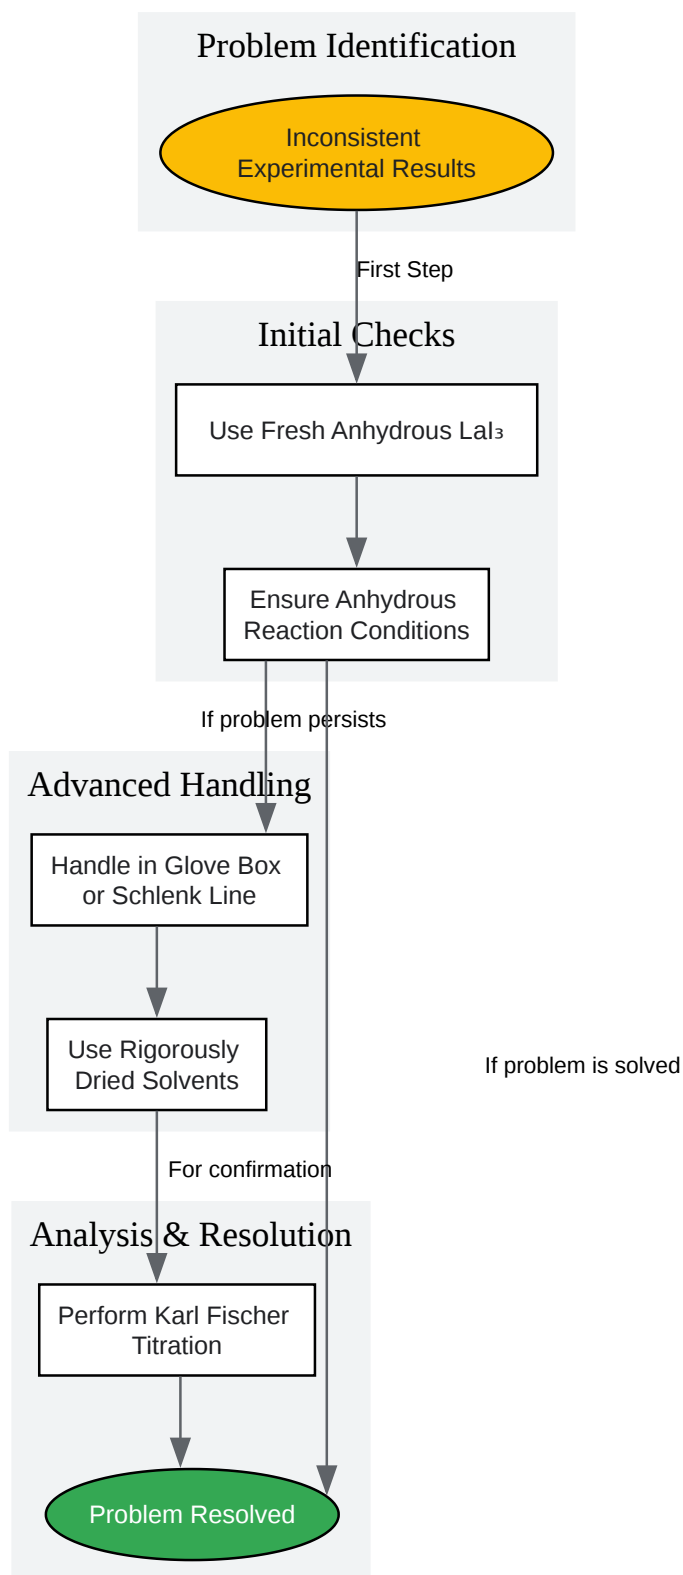 Problem Identification
Inconsistent
Experimental Results
First Step
Initial Checks
Use Fresh Anhydrous LaI₃
Ensure Anhydrous
Reaction Conditions
If problem persists
Advanced Handling
Handle in Glove Box
or Schlenk Line
Use Rigorously
Dried Solvents
If problem is solved
For confirmation
Analysis & Resolution
Perform Karl Fischer
Titration
Problem Resolved